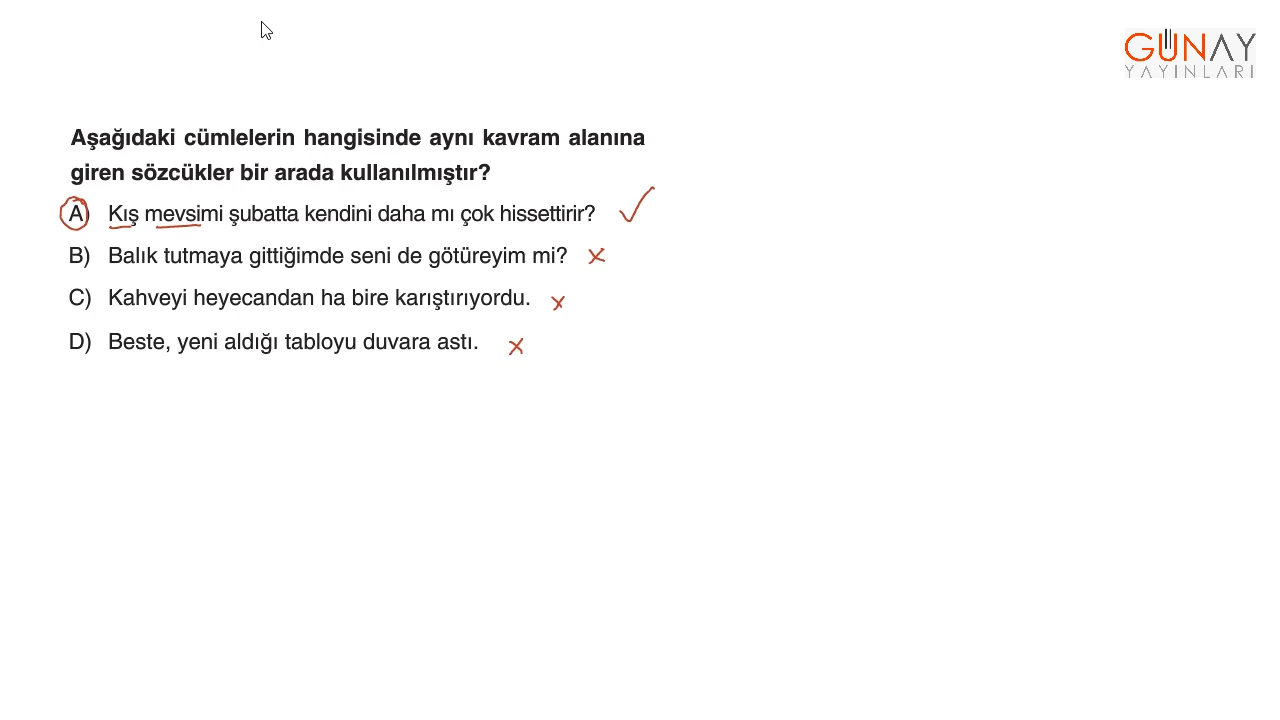 GÜNAY
YAYINLARI
Aşağıdaki cümlelerin hangisinde aynı kavram alanına
giren sözcükler bir arada kullanılmıştır?
A) Kış mevsimi şubatta kendini daha mı çok hissettirir?
B) Balık tutmaya gittiğimde seni de götüreyim mi?
C) Kahveyi heyecandan ha bire karıştırıyordu.
D) Beste, yeni aldığı tabloyu duvara astı.